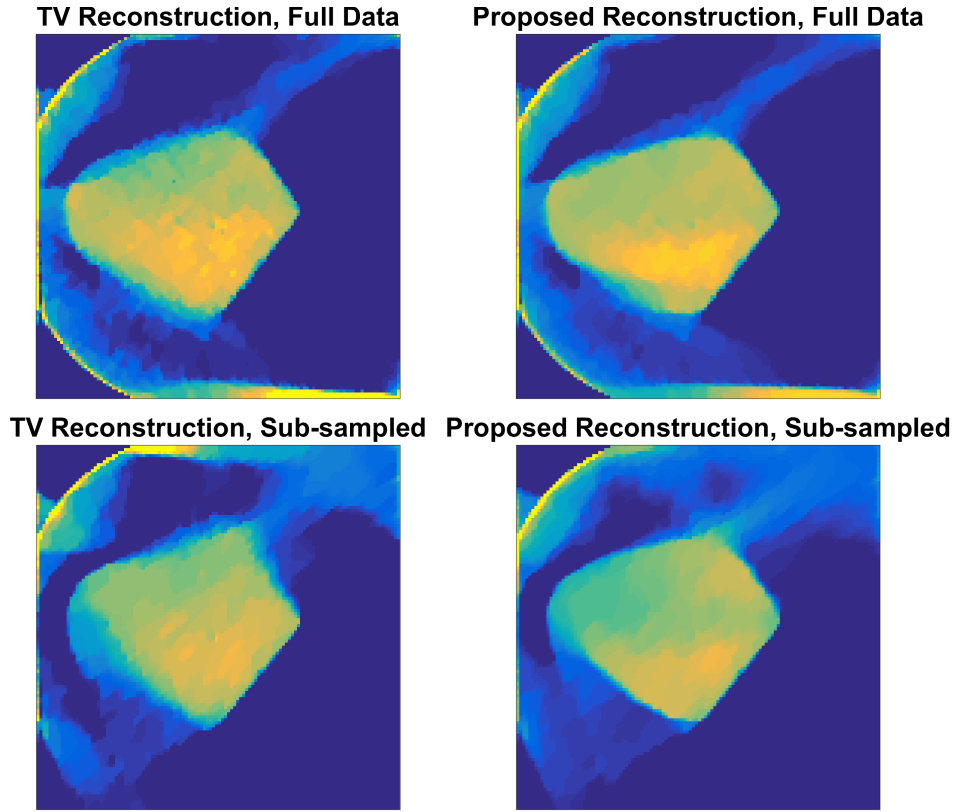 TV Reconstruction, Full Data
Proposed Reconstruction, Full Data
TV Reconstruction, Sub-sampled
Proposed Reconstruction, Sub-sampled